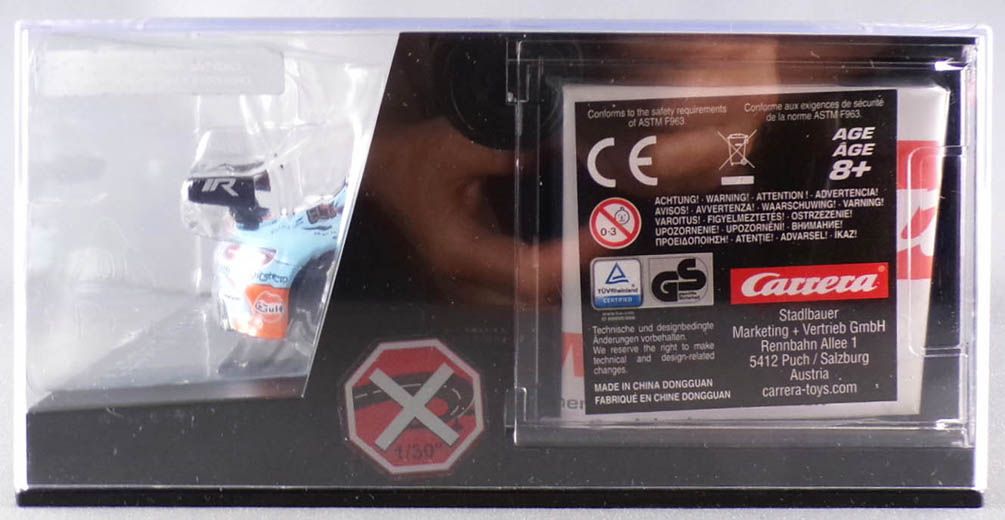 TR
Gulf
1/30"
Conforms to the safety requirements
of ASTM F963.
Conforme aux exigences de sécurité
de la norme ASTM F963.
CE
AGE
ÂGE
8+
0-3
ACHTUNG! · WARNING! · ATTENTION ! · ADVERTENCIA!
AVISOS! · AVVERTENZA! · WAARSCHUWING! · VARNING!
VAROITUS! · FIGYELMEZTETÉS! · OSTRZEZENIE!
UPOZORNENIE! · UPOZORNĚNÍ! · ВНИМАНИЕ!
ΠΡΟΕΙΔΟΠΟΙΗΣΗ! · ATENŢIE! · ADVARSEL! · IKAZ!
TÜVRheinland
CERTIFIED
GS
geprüfte
Sicherheit
Carrera
Technische und designbedingte
Änderungen vorbehalten.
We reserve the right to make
technical and design-related
changes.
MADE IN CHINA DONGGUAN
FABRIQUÉ EN CHINE DONGGUAN
Stadlbauer
Marketing + Vertrieb GmbH
Rennbahn Allee 1
5412 Puch / Salzburg
Austria
carrera-toys.com